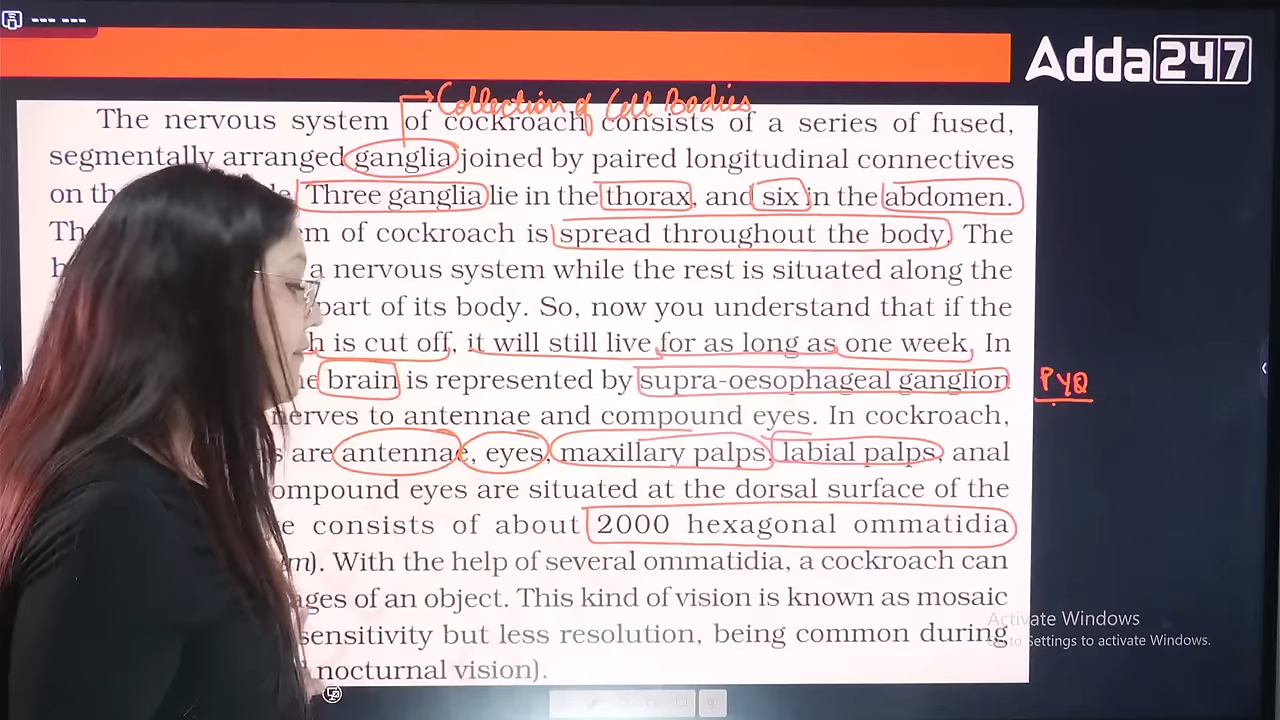 Adda 247
Collection of Cell Bodies
The nervous system of cockroach consists of a series of fused,
segmentally arranged ganglia joined by paired longitudinal connectives
on th Three ganglia lie in the thorax, and six in the abdomen.
Th m of cockroach is spread throughout the body. The
h a nervous system while the rest is situated along the
part of its body. So, now you understand that if the
h is cut off, it will still live for as long as one week. In
brain is represented by supra-oesophageal ganglion
PYQ
nerves to antennae and compound eyes. In cockroach,
s are antennae, eyes, maxillary palps, labial palps, anal
ompound eyes are situated at the dorsal surface of the
e consists of about 2000 hexagonal ommatidia
m). With the help of several ommatidia, a cockroach can
ges of an object. This kind of vision is known as mosaic
sensitivity but less resolution, being common during
nocturnal vision).
Activate Windows
to Settings to activate Windows.